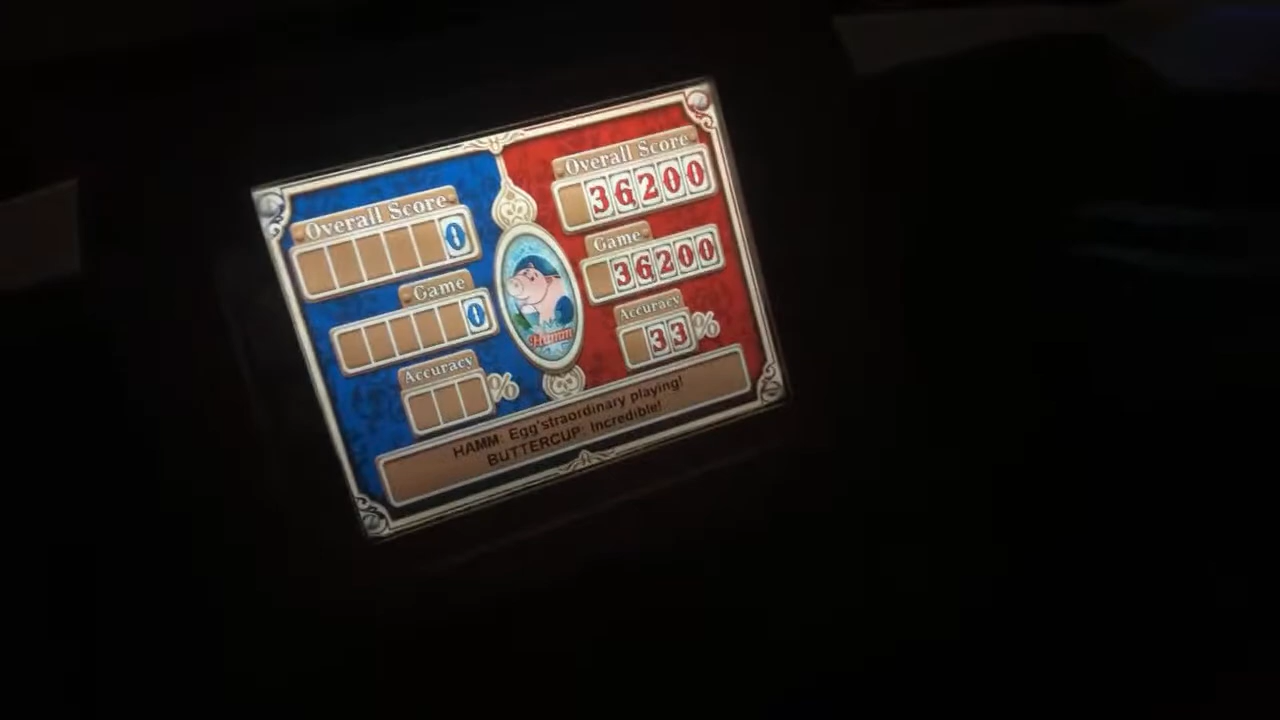 Overall Score
0
Game
0
Accuracy
%
Hamm
Overall Score
36200
Game
36200
Accuracy
33%
HAMM: Egg'straordinary playing!
BUTTERCUP: Incredible!